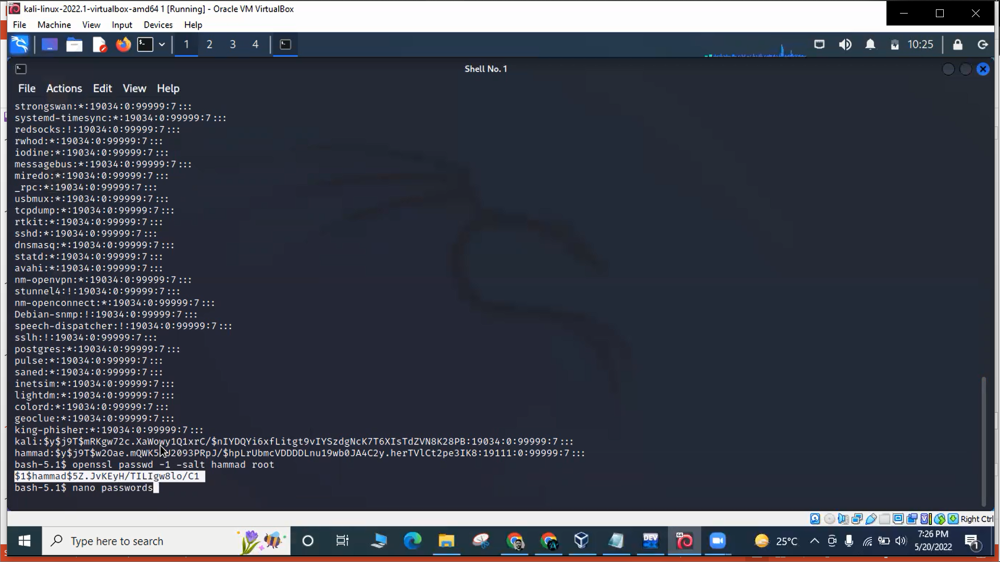 kali-linux-2022.1-virtualbox-amd64 1 [Running] - Oracle VM VirtualBox
File Machine View Input Devices Help
1 2 3 4 10:25
Shell No. 1
File Actions Edit View Help
strongswan:*:19034:0:99999:7:::
systemd-timesync:*:19034:0:99999:7:::
redsocks:!:19034:0:99999:7:::
rwhod:*:19034:0:99999:7:::
iodine:*:19034:0:99999:7:::
messagebus:*:19034:0:99999:7:::
miredo:*:19034:0:99999:7:::
_rpc:*:19034:0:99999:7:::
usbmux:*:19034:0:99999:7:::
tcpdump:*:19034:0:99999:7:::
rtkit:*:19034:0:99999:7:::
sshd:*:19034:0:99999:7:::
dnsmasq:*:19034:0:99999:7:::
statd:*:19034:0:99999:7:::
avahi:*:19034:0:99999:7:::
nm-openvpn:*:19034:0:99999:7:::
stunnel4:!:19034:0:99999:7:::
nm-openconnect:*:19034:0:99999:7:::
Debian-snmp:!:19034:0:99999:7:::
speech-dispatcher:!:19034:0:99999:7:::
sslh:!:19034:0:99999:7:::
postgres:*:19034:0:99999:7:::
pulse:*:19034:0:99999:7:::
saned:*:19034:0:99999:7:::
inetsim:*:19034:0:99999:7:::
lightdm:*:19034:0:99999:7:::
colord:*:19034:0:99999:7:::
geoclue:*:19034:0:99999:7:::
king-phisher:*:19034:0:99999:7:::
kali:$y$j9T$mRKgw72c.XaWowy1Q1xrC/$nIYDQYi6xfLitgt9vIYSzdgNcK7T6XIsTdZVN8K28PB:19034:0:99999:7:::
hammad:$y$j9T$w2Oae.mQWK5 J2093PRpJ/$hpLrUbmcVDDDDLnu19wb0JA4C2y.herTVlCt2pe3IK8:19111:0:99999:7:::
bash-5.1$ openssl passwd -1 -salt hammad root
$1$hammad$5Z.JvKEyH/TILIgw8lo/C1
bash-5.1$ nano passwords
Right Ctrl
Type here to search
DEV
25°C
7:26 PM
5/20/2022
1